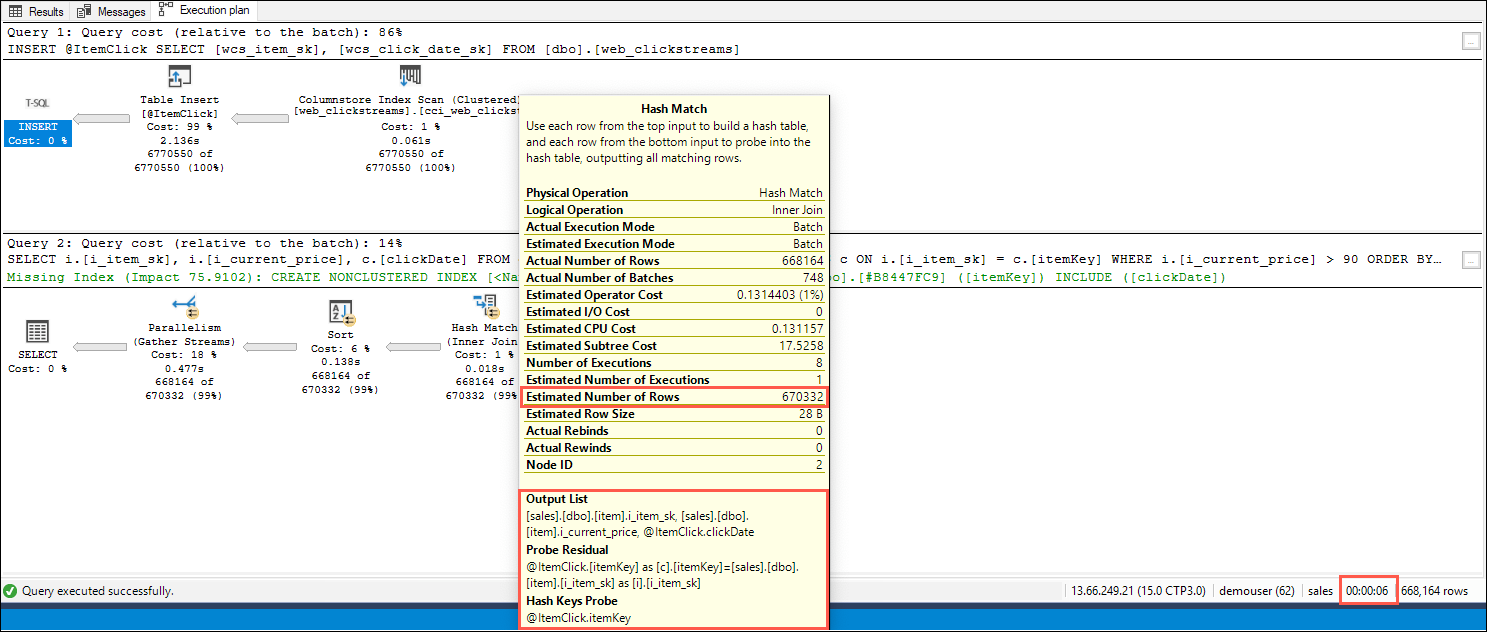 Results Messages Execution plan
Query 1: Query cost (relative to the batch): 86%
INSERT @ItemClick SELECT [wcs_item_sk], [wcs_click_date_sk] FROM [dbo].[web_clickstreams]
T-SQL
INSERT
Cost: 0 %
Table Insert
[@ItemClick]
Cost: 99 %
2.136s
6770550 of
6770550 (100%)
Columnstore Index Scan (Clustered)
[web_clickstreams].[cci_web_clickst
Cost: 1 %
0.061s
6770550 of
6770550 (100%)
Query 2: Query cost (relative to the batch): 14%
SELECT i.[i_item_sk], i.[i_current_price], c.[clickDate] FROM
c ON i.[i_item_sk] = c.[itemKey] WHERE i.[i_current_price] > 90 ORDER BY…
Missing Index (Impact 75.9102): CREATE NONCLUSTERED INDEX [<Na
o].[#B8447FC9] ([itemKey]) INCLUDE ([clickDate])
SELECT
Cost: 0 %
Parallelism
(Gather Streams)
Cost: 18 %
0.477s
668164 of
670332 (99%)
Sort
Cost: 6 %
0.138s
668164 of
670332 (99%)
Hash Match
(Inner Join
Cost: 1 %
0.018s
668164 of
670332 (99%
Hash Match
Use each row from the top input to build a hash table,
and each row from the bottom input to probe into the
hash table, outputting all matching rows.
Physical Operation Hash Match
Logical Operation Inner Join
Actual Execution Mode Batch
Estimated Execution Mode Batch
Actual Number of Rows 668164
Actual Number of Batches 748
Estimated Operator Cost 0.1314403 (1%)
Estimated I/O Cost 0
Estimated CPU Cost 0.131157
Estimated Subtree Cost 17.5258
Number of Executions 8
Estimated Number of Executions 1
Estimated Number of Rows 670332
Estimated Row Size 28 B
Actual Rebinds 0
Actual Rewinds 0
Node ID 2
Output List
[sales].[dbo].[item].i_item_sk, [sales].[dbo].
[item].i_current_price, @ItemClick.clickDate
Probe Residual
@ItemClick.[itemKey] as [c].[itemKey]=[sales].[dbo].
[item].[i_item_sk] as [i].[i_item_sk]
Hash Keys Probe
@ItemClick.itemKey
Query executed successfully. 13.66.249.21 (15.0 CTP3.0) demouser (62) sales 00:00:06 668,164 rows